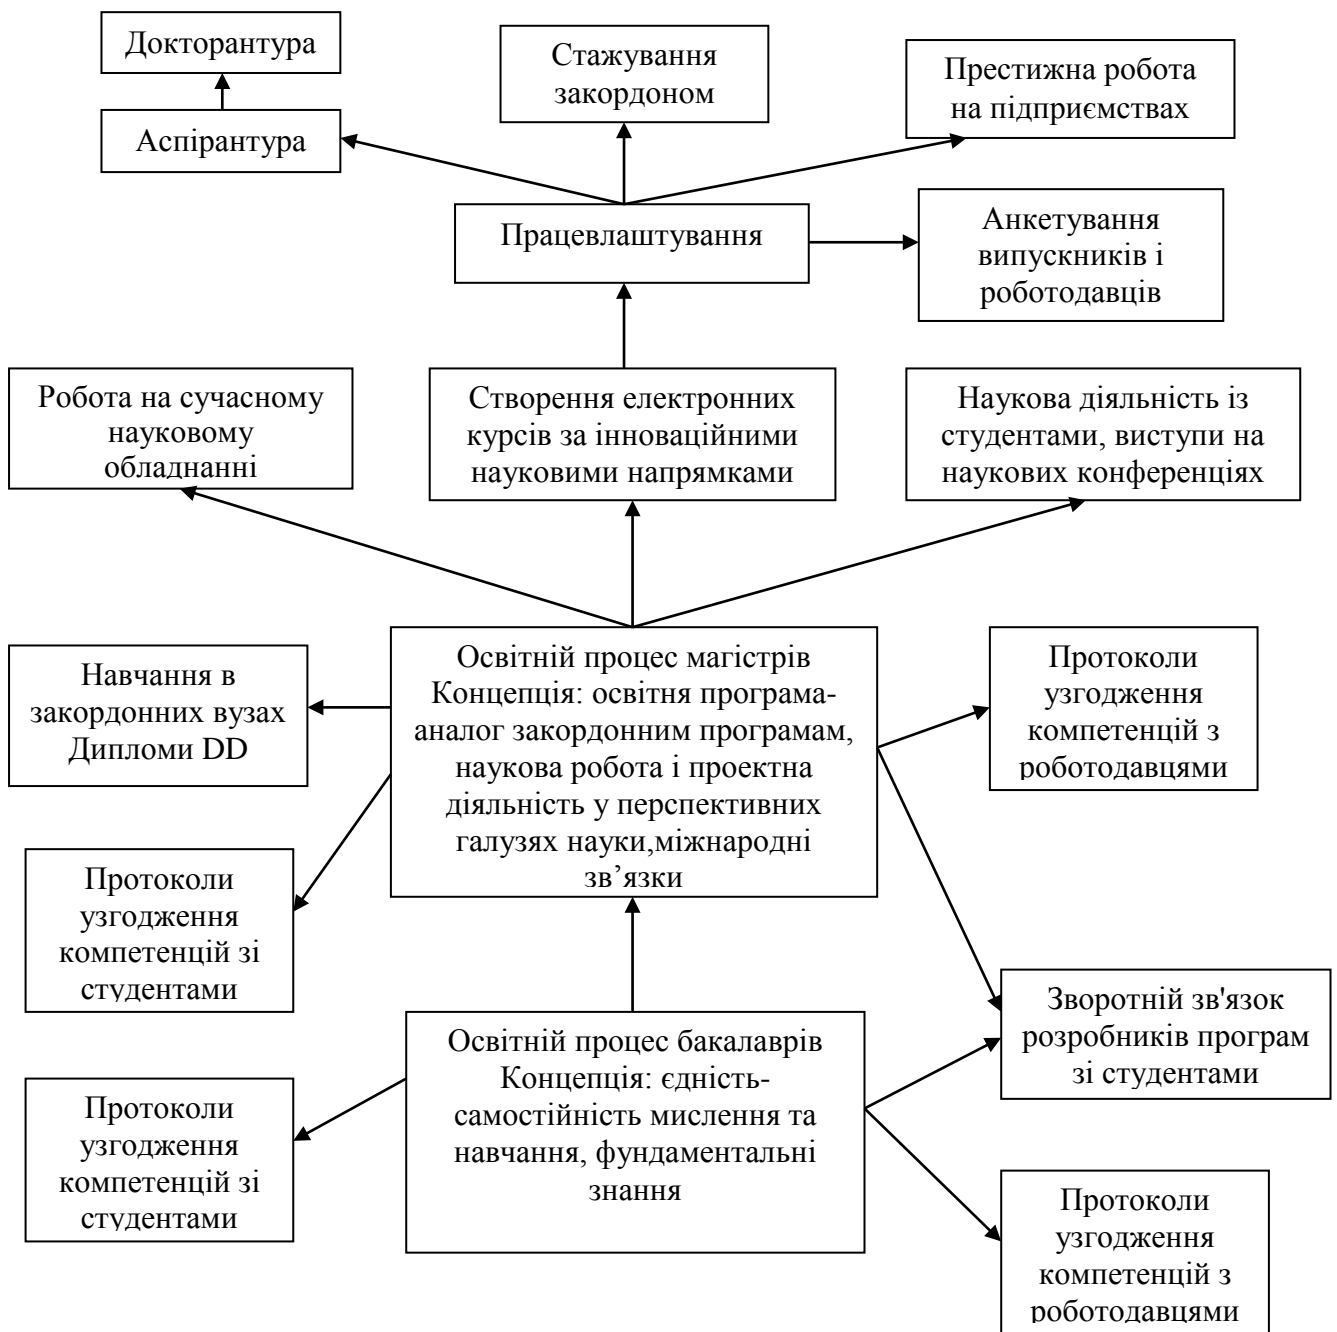 Докторантура
Стажування
закордоном
Престижна робота
на підприємствах
Аспірантура
Працевлаштування
Анкетування
випускників і
роботодавців
Робота на сучасному
науковому
обладнанні
Створення електронних
курсів за інноваційними
науковими напрямками
Наукова діяльність із
студентами, виступи на
наукових конференціях
Навчання в
закордонних вузах
Дипломи DD
Освітній процес магістрів
Концепція: освітня програма-
аналог закордонним програмам,
наукова робота і проектна
діяльність у перспективних
галузях науки,міжнародні
зв’язки
Протоколи
узгодження
компетенцій з
роботодавцями
Протоколи
узгодження
компетенцій зі
студентами
Зворотній зв'язок
розробників програм
зі студентами
Освітній процес бакалаврів
Концепція: єдність-
самостійність мислення та
навчання, фундаментальні
знання
Протоколи
узгодження
компетенцій зі
студентами
Протоколи
узгодження
компетенцій з
роботодавцями